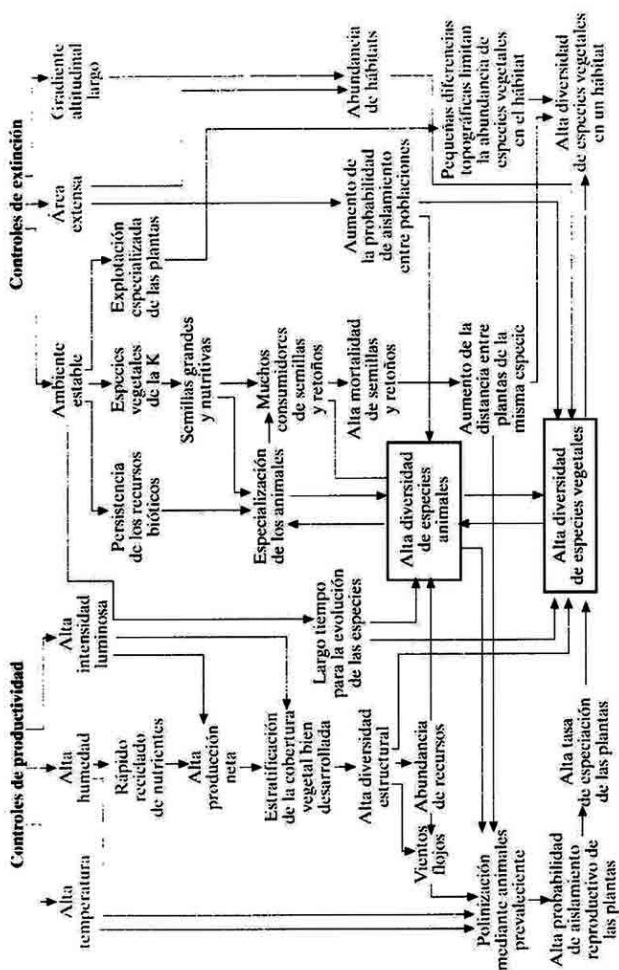 Controles de productividad
Controles de extinción
Alta
temperatura
Alta
humedad
Alta
intensidad
luminosa
Ambiente
estable
Área
extensa
Gradiente
altitudinal
largo
Rápido
reciclado
de nutrientes
Persistencia
de los recursos
bióticos
Especies
vegetales
de la K
Explotación
especializada
de las plantas
Alta
producción
neta
Semillas grandes
y nutritivas
Estratificación
de la cobertura
vegetal bien
desarrollada
Especialización
de los animales
Muchos
consumidores
de semillas
y retoños
Alta diversidad
estructural
Largo tiempo
para la evolución
de las especies
Alta mortalidad
de semillas
y retoños
Aumento de
la probabilidad
de aislamiento
entre poblaciones
Abundancia
de hábitats
Vientos
flojos
Abundancia
de recursos
Alta diversidad
de especies
animales
Aumento de la
distancia entre
plantas de la
misma especie
Pequeñas diferencias
topográficas limitan
la abundancia de
especies vegetales
en el hábitat
Polinización
mediante animales
prevaleciente
Alta probabilidad
de aislamiento
reproductivo de
las plantas
Alta tasa
de especiación
de las plantas
Alta diversidad
de especies vegetales
Alta diversidad
de especies vegetales
en un hábitat